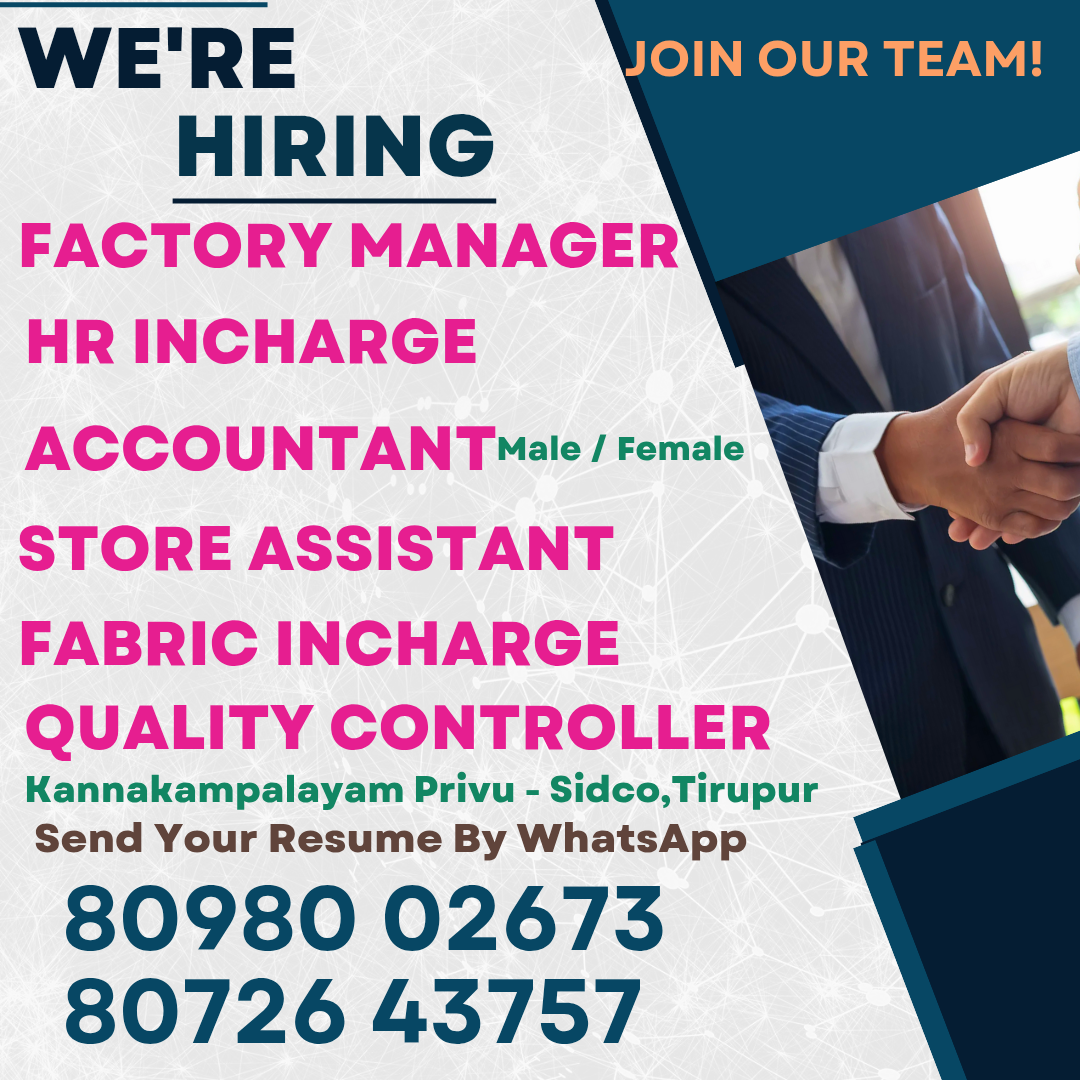 WE'RE
HIRING
JOIN OUR TEAM!
FACTORY MANAGER
HR INCHARGE
ACCOUNTANT Male / Female
STORE ASSISTANT
FABRIC INCHARGE
QUALITY CONTROLLER
Kannakampalayam Privu - Sidco,Tirupur
Send Your Resume By WhatsApp
80980 02673
80726 43757